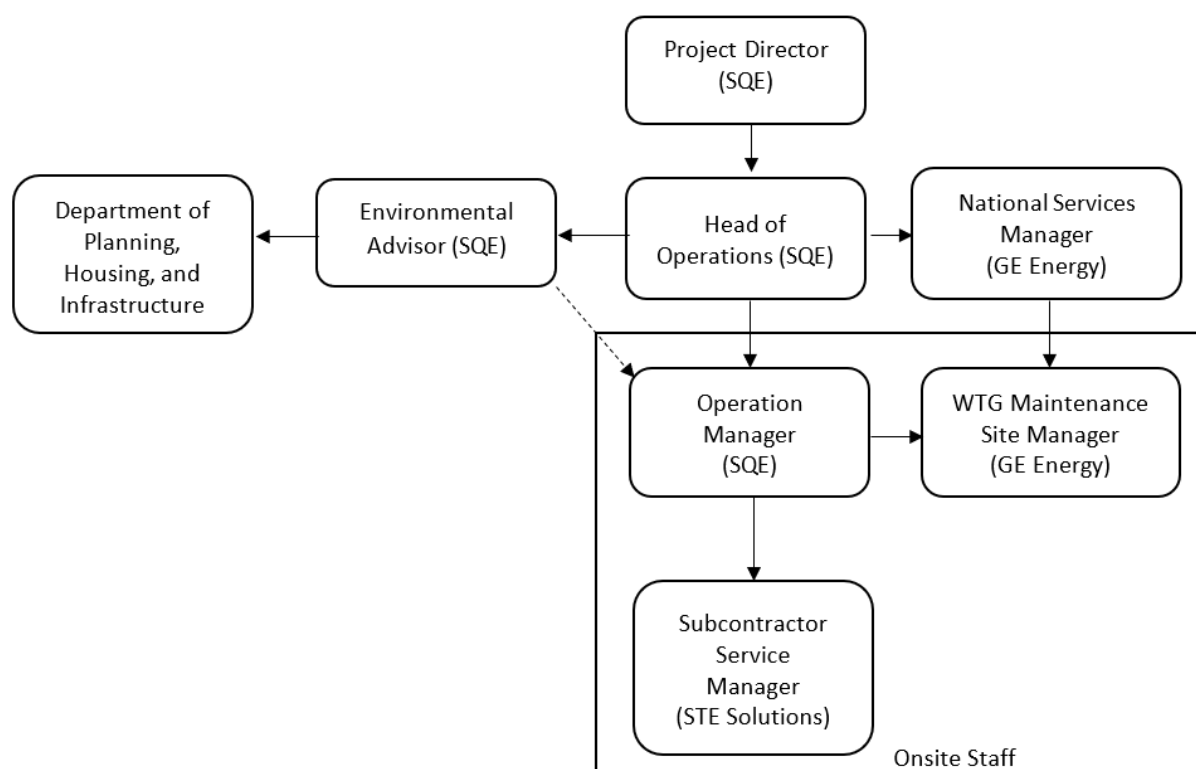 Project Director
(SQE)
Department of
Planning,
Housing, and
Infrastructure
Environmental
Advisor (SQE)
Head of
Operations (SQE)
National Services
Manager
(GE Energy)
Operation
Manager
(SQE)
WTG Maintenance
Site Manager
(GE Energy)
Subcontractor
Service
Manager
(STE Solutions)
Onsite Staff